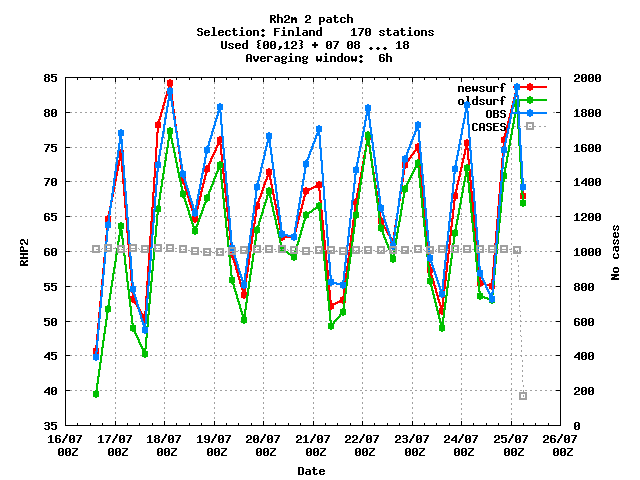 Rh2m 2 patch
Selection: Finland    170 stations
Used {00,12} + 07 08 ... 18
Averaging window:  6h
newsurf
oldsurf
OBS
CASES
85
80
75
70
65
60
55
50
45
40
35
RHP2
2000
1800
1600
1400
1200
1000
800
600
400
200
0
No cases
16/07 17/07 18/07 19/07 20/07 21/07 22/07 23/07 24/07 25/07 26/07
00Z 00Z 00Z 00Z 00Z 00Z 00Z 00Z 00Z 00Z 00Z
Date